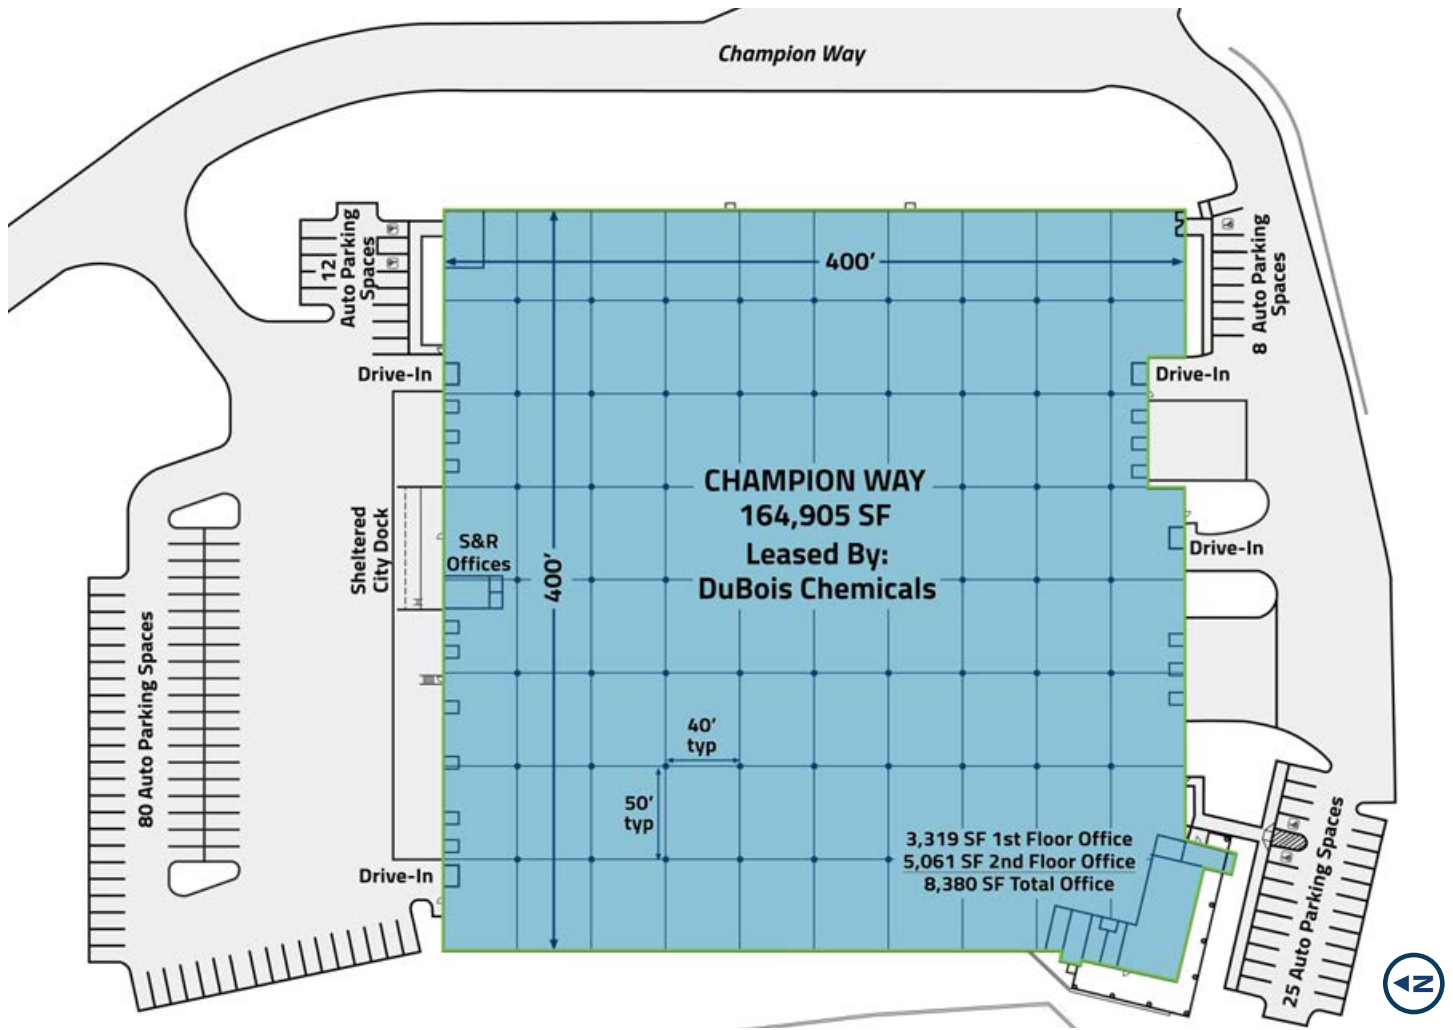 Champion Way
12
Auto Parking
Spaces
8 Auto Parking
Spaces
400'
Drive-In
Drive-In
CHAMPION WAY
164,905 SF
Leased By:
DuBois Chemicals
Sheltered
City Dock
S&R
Offices
400'
Drive-In
80 Auto Parking Spaces
40'
typ
50'
typ
3,319 SF 1st Floor Office
5,061 SF 2nd Floor Office
8,380 SF Total Office
Drive-In
25 Auto Parking Spaces
N